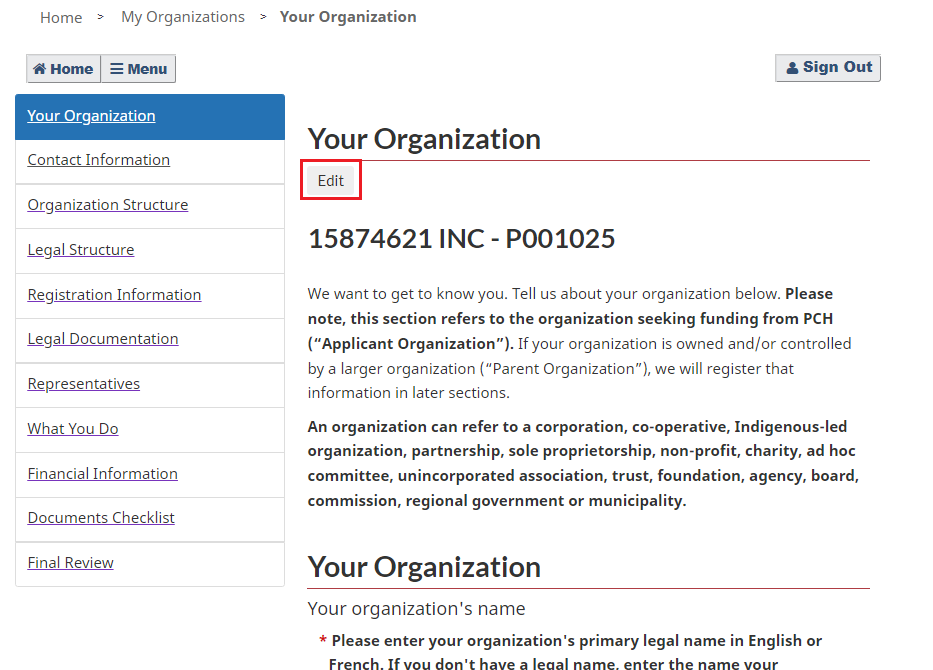 Home > My Organizations > Your Organization
Home Menu
Sign Out
Your Organization
Contact Information
Organization Structure
Legal Structure
Registration Information
Legal Documentation
Representatives
What You Do
Financial Information
Documents Checklist
Final Review
Your Organization
Edit
15874621 INC - P001025
We want to get to know you. Tell us about your organization below. Please
note, this section refers to the organization seeking funding from PCH
(“Applicant Organization”). If your organization is owned and/or controlled
by a larger organization (“Parent Organization”), we will register that
information in later sections.
An organization can refer to a corporation, co-operative, Indigenous-led
organization, partnership, sole proprietorship, non-profit, charity, ad hoc
committee, unincorporated association, trust, foundation, agency, board,
commission, regional government or municipality.
Your Organization
Your organization's name
* Please enter your organization's primary legal name in English or
French. If you don't have a legal name, enter the name your